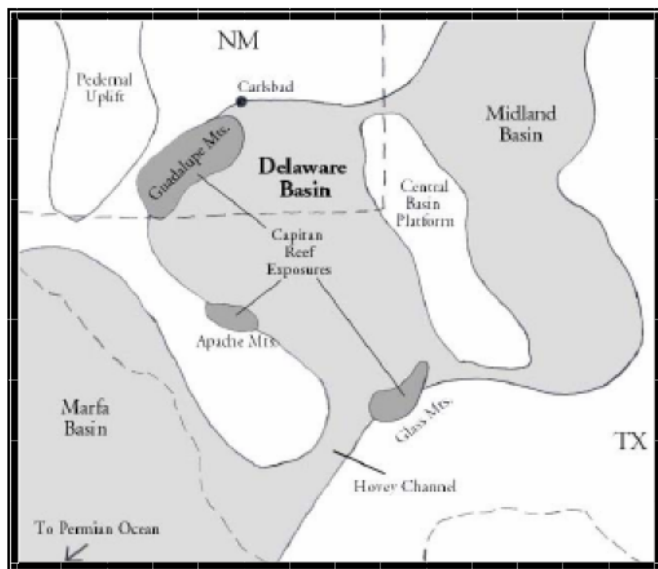 NM
Pedernal
Uplift
Carlsbad
Midland
Basin
Guadalupe Mts.
Delaware
Basin
Central
Basin
Platform
Capitan
Reef
Exposures
Apache Mts.
Marfa
Basin
Glass Mts.
TX
Hovey Channel
To Permian Ocean